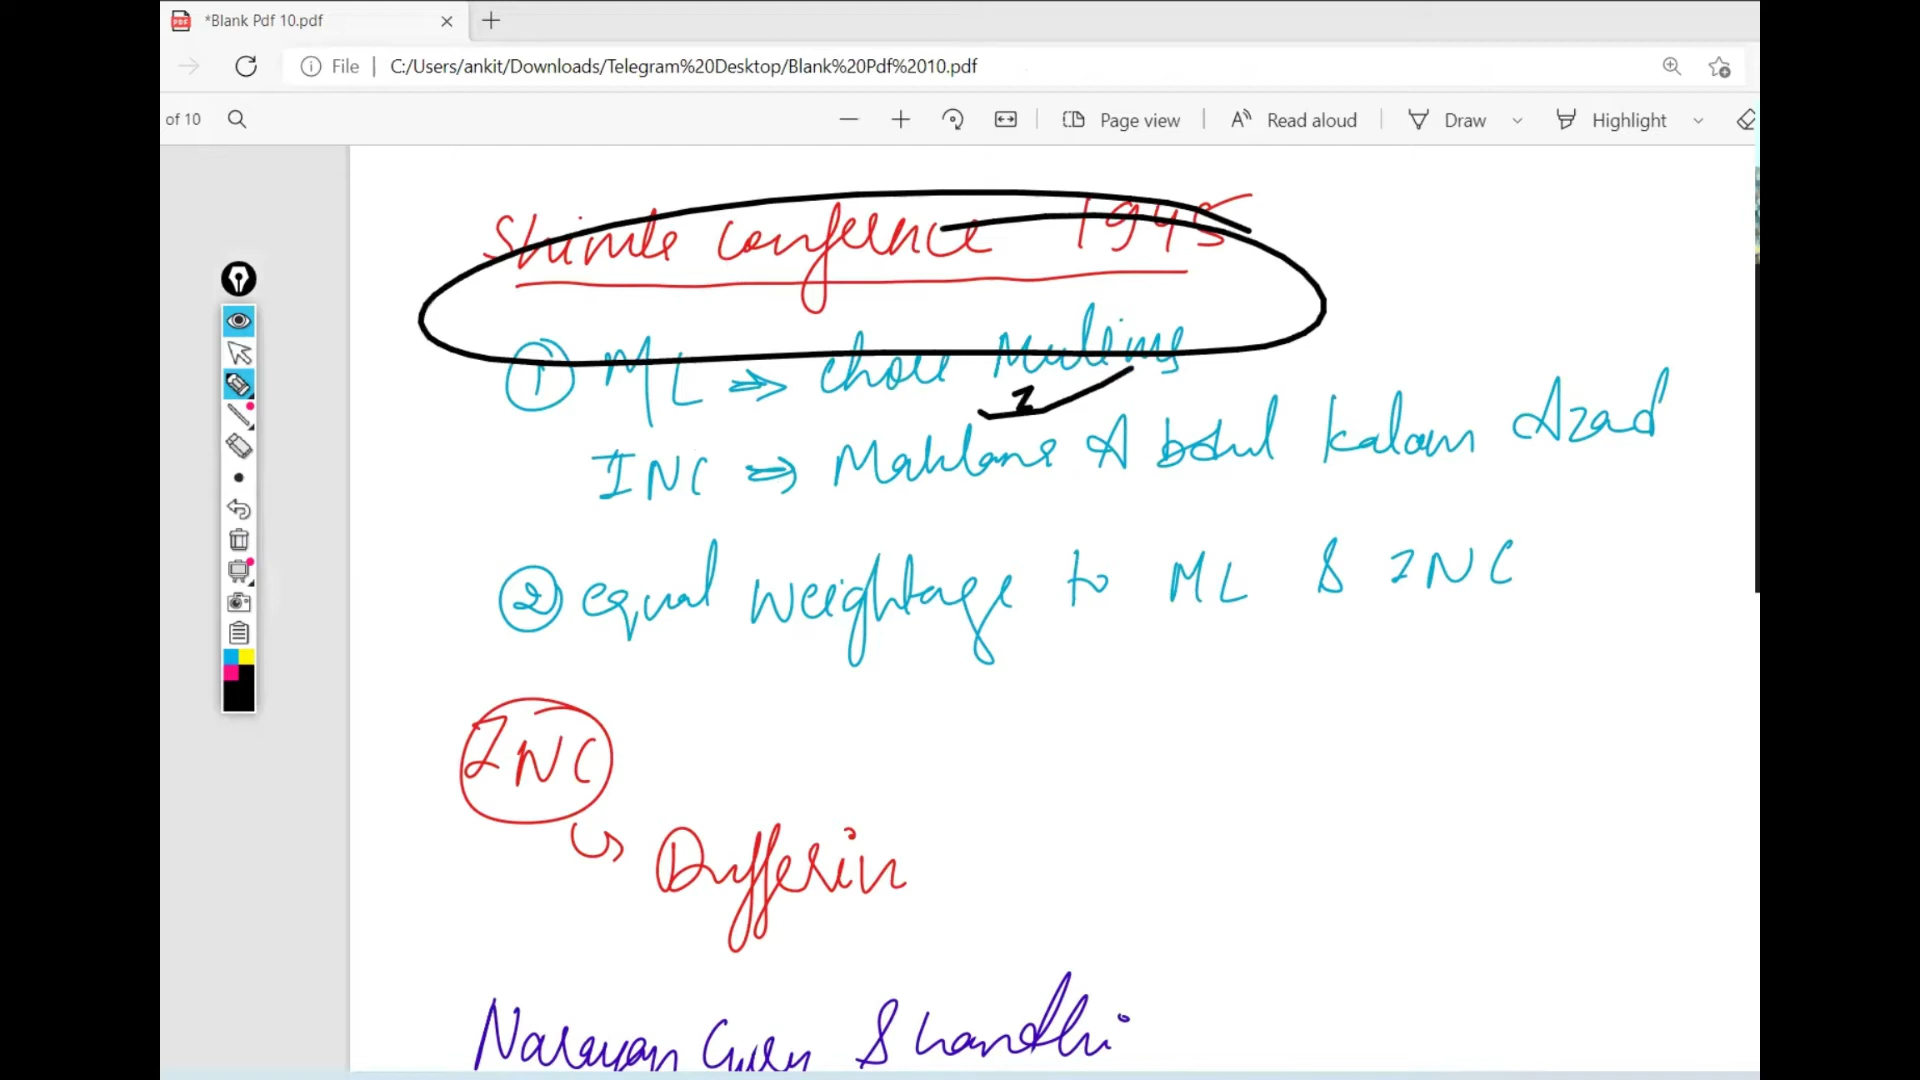 *Blank Pdf 10.pdf
File | C:/Users/ankit/Downloads/Telegram%20Desktop/Blank%20Pdf%2010.pdf
of 10 Page view Read aloud Draw Highlight
Shimla Conference 1945
① ML ⇒ chose Muslims
I
INC ⇒ Mahlana Abdul Kalam Azad
② equal weightage to ML & INC
INC
↪ Dufferin
Narayan Guru & Gandhi